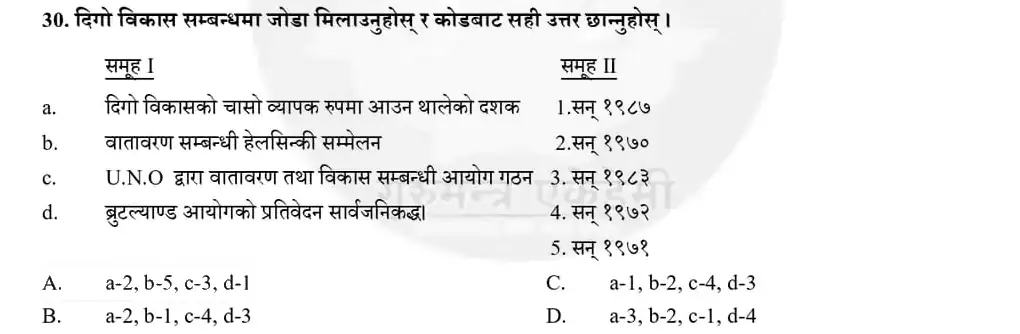 30. दिगो विकास सम्बन्धमा जोडा मिलाउनुहोस् र कोडबाट सही उत्तर छान्नुहोस् ।
समूह I समूह II
a. दिगो विकासको चासो व्यापक रुपमा आउन थालेको दशक 1.सन् १९८७
b. वातावरण सम्बन्धी हेलसिन्की सम्मेलन 2.सन् १९७०
c. U.N.O द्वारा वातावरण तथा विकास सम्बन्धी आयोग गठन 3. सन् १९८३
d. ब्रुटल्याण्ड आयोगको प्रतिवेदन सार्वजनिकद्ध। 4. सन् १९७२
5. सन् १९७१
A. a-2, b-5, c-3, d-1 C. a-1, b-2, c-4, d-3
B. a-2, b-1, c-4, d-3 D. a-3, b-2, c-1, d-4
गुरूमन्त्र एकेडेमी